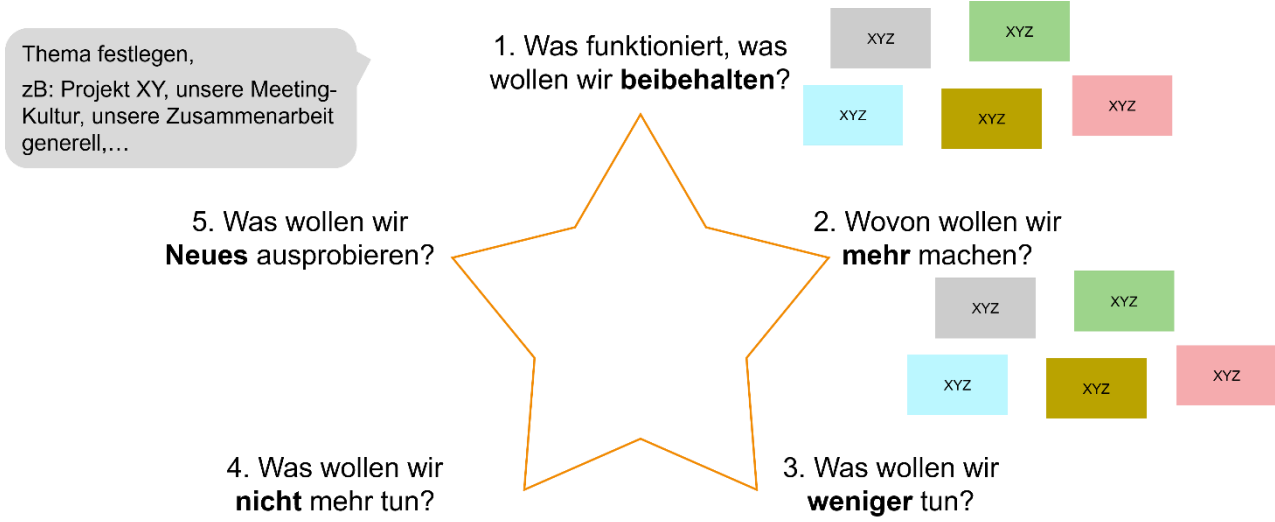 Thema festlegen,
zB: Projekt XY, unsere Meeting-
Kultur, unsere Zusammenarbeit
generell,…
1. Was funktioniert, was
wollen wir beibehalten?
XYZ
XYZ
XYZ
XYZ
XYZ
2. Wovon wollen wir
mehr machen?
XYZ
XYZ
XYZ
XYZ
XYZ
3. Was wollen wir
weniger tun?
4. Was wollen wir
nicht mehr tun?
5. Was wollen wir
Neues ausprobieren?